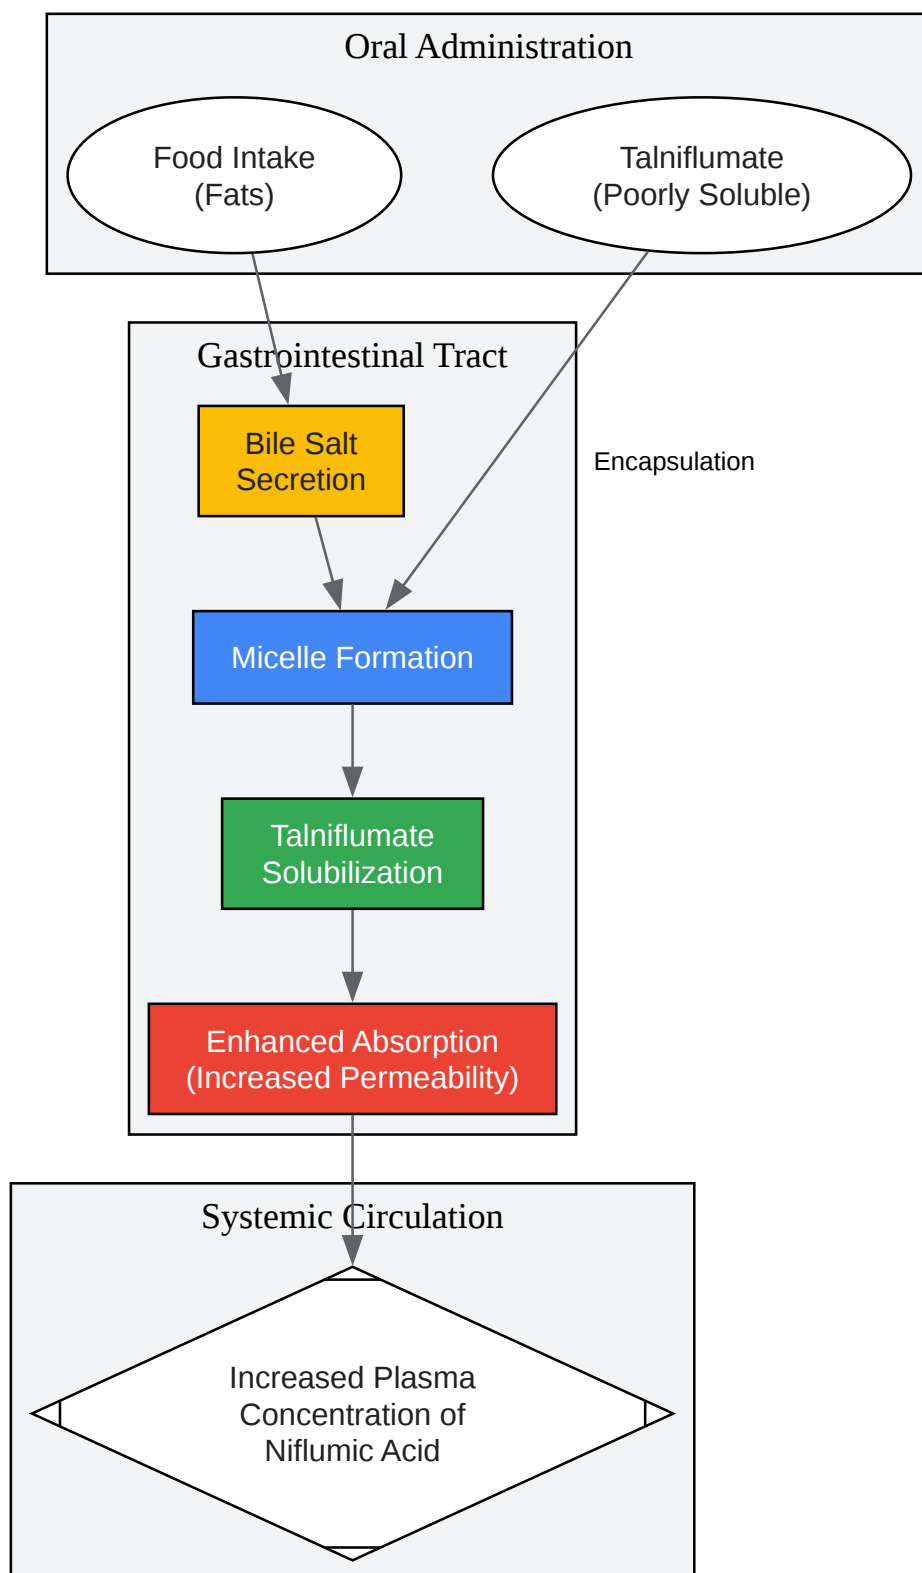 Oral Administration
Food Intake
(Fats)
Talniflumate
(Poorly Soluble)
Gastrointestinal Tract
Bile Salt
Secretion
Encapsulation
Micelle Formation
Talniflumate
Solubilization
Enhanced Absorption
(Increased Permeability)
Systemic Circulation
Increased Plasma
Concentration of
Niflumic Acid